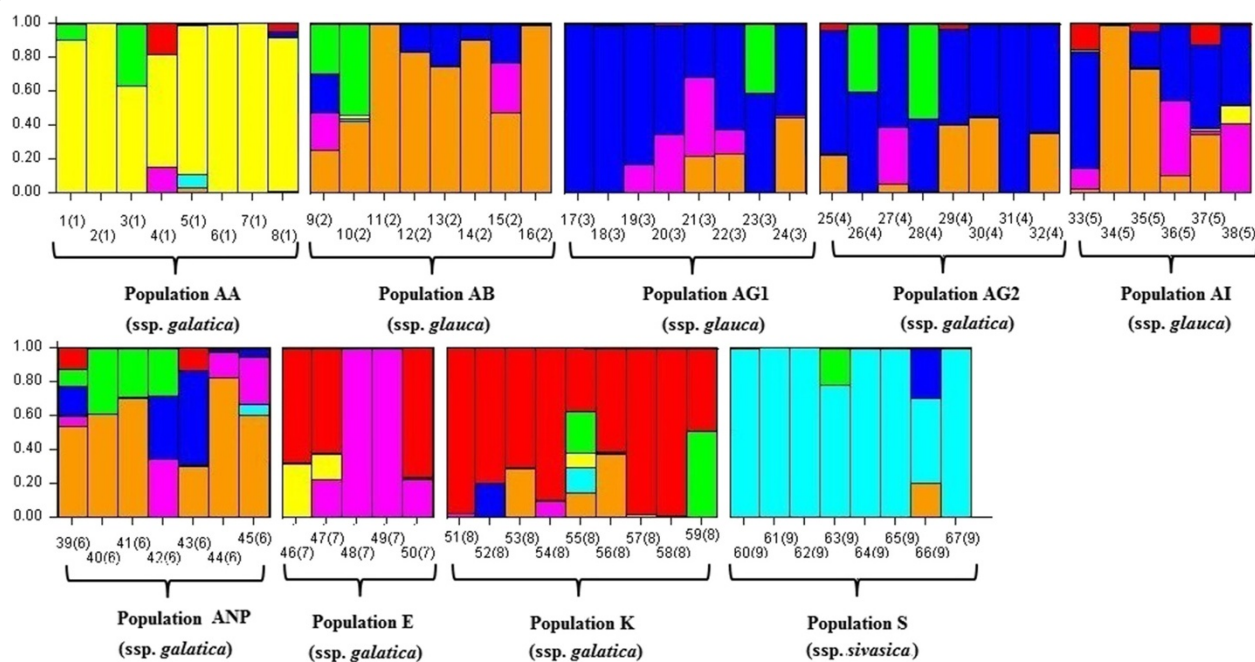 1.00
0.80
0.60
0.40
0.20
0.00
1(1) 3(1) 5(1) 7(1) 9(2) 11(2) 13(2) 15(2) 17(3) 19(3) 21(3) 23(3) 25(4) 27(4) 29(4) 31(4) 33(5) 35(5) 37(5)
2(1) 4(1) 6(1) 8(1) 10(2) 12(2) 14(2) 16(2) 18(3) 20(3) 22(3) 24(3) 26(4) 28(4) 30(4) 32(4) 34(5) 36(5) 38(5)
Population AA Population AB Population AG1 Population AG2 Population AI
(ssp. galatica) (ssp. glauca) (ssp. glauca) (ssp. galatica) (ssp. glauca)
1.00
0.80
0.60
0.40
0.20
0.00
39(6) 41(6) 43(6) 45(6) 47(7) 49(7) 51(8) 53(8) 55(8) 57(8) 59(8) 61(9) 63(9) 65(9) 67(9)
40(6) 42(6) 44(6) 46(7) 48(7) 50(7) 52(8) 54(8) 56(8) 58(8) 60(9) 62(9) 64(9) 66(9)
Population ANP Population E Population K Population S
(ssp. galatica) (ssp. galatica) (ssp. galatica) (ssp. sivasica)